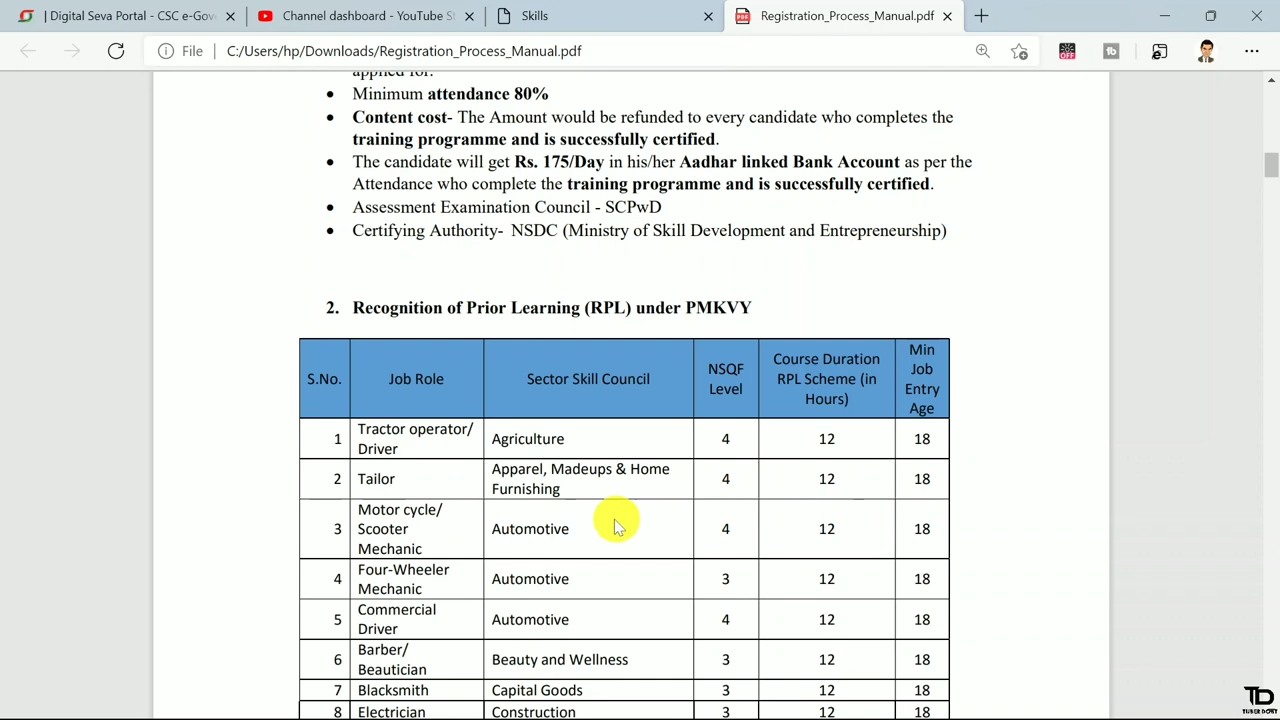 | Digital Seva Portal - CSC e-Gov
Channel dashboard - YouTube St
Skills
Registration_Process_Manual.pdf
File
C:/Users/hp/Downloads/Registration_Process_Manual.pdf
OFF
tb
applied for.
• Minimum attendance 80%
• Content cost- The Amount would be refunded to every candidate who completes the
training programme and is successfully certified.
• The candidate will get Rs. 175/Day in his/her Aadhar linked Bank Account as per the
Attendance who complete the training programme and is successfully certified.
• Assessment Examination Council - SCPwD
• Certifying Authority- NSDC (Ministry of Skill Development and Entrepreneurship)
2. Recognition of Prior Learning (RPL) under PMKVY
S.No. Job Role Sector Skill Council NSQF Level Course Duration RPL Scheme (in Hours) Min Job Entry Age
1 Tractor operator/ Driver Agriculture 4 12 18
2 Tailor Apparel, Madeups & Home Furnishing 4 12 18
3 Motor cycle/ Scooter Mechanic Automotive 4 12 18
4 Four-Wheeler Mechanic Automotive 3 12 18
5 Commercial Driver Automotive 4 12 18
6 Barber/ Beautician Beauty and Wellness 3 12 18
7 Blacksmith Capital Goods 3 12 18
8 Electrician Construction 3 12 18
TD
TUBER DOST